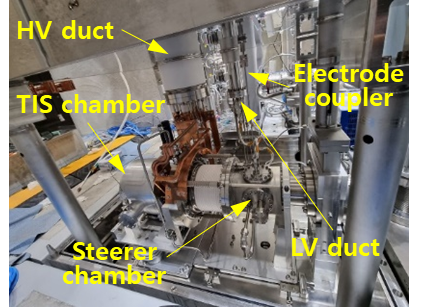 HV duct
Electrode
coupler
TIS chamber
Steerer
chamber
LV duct